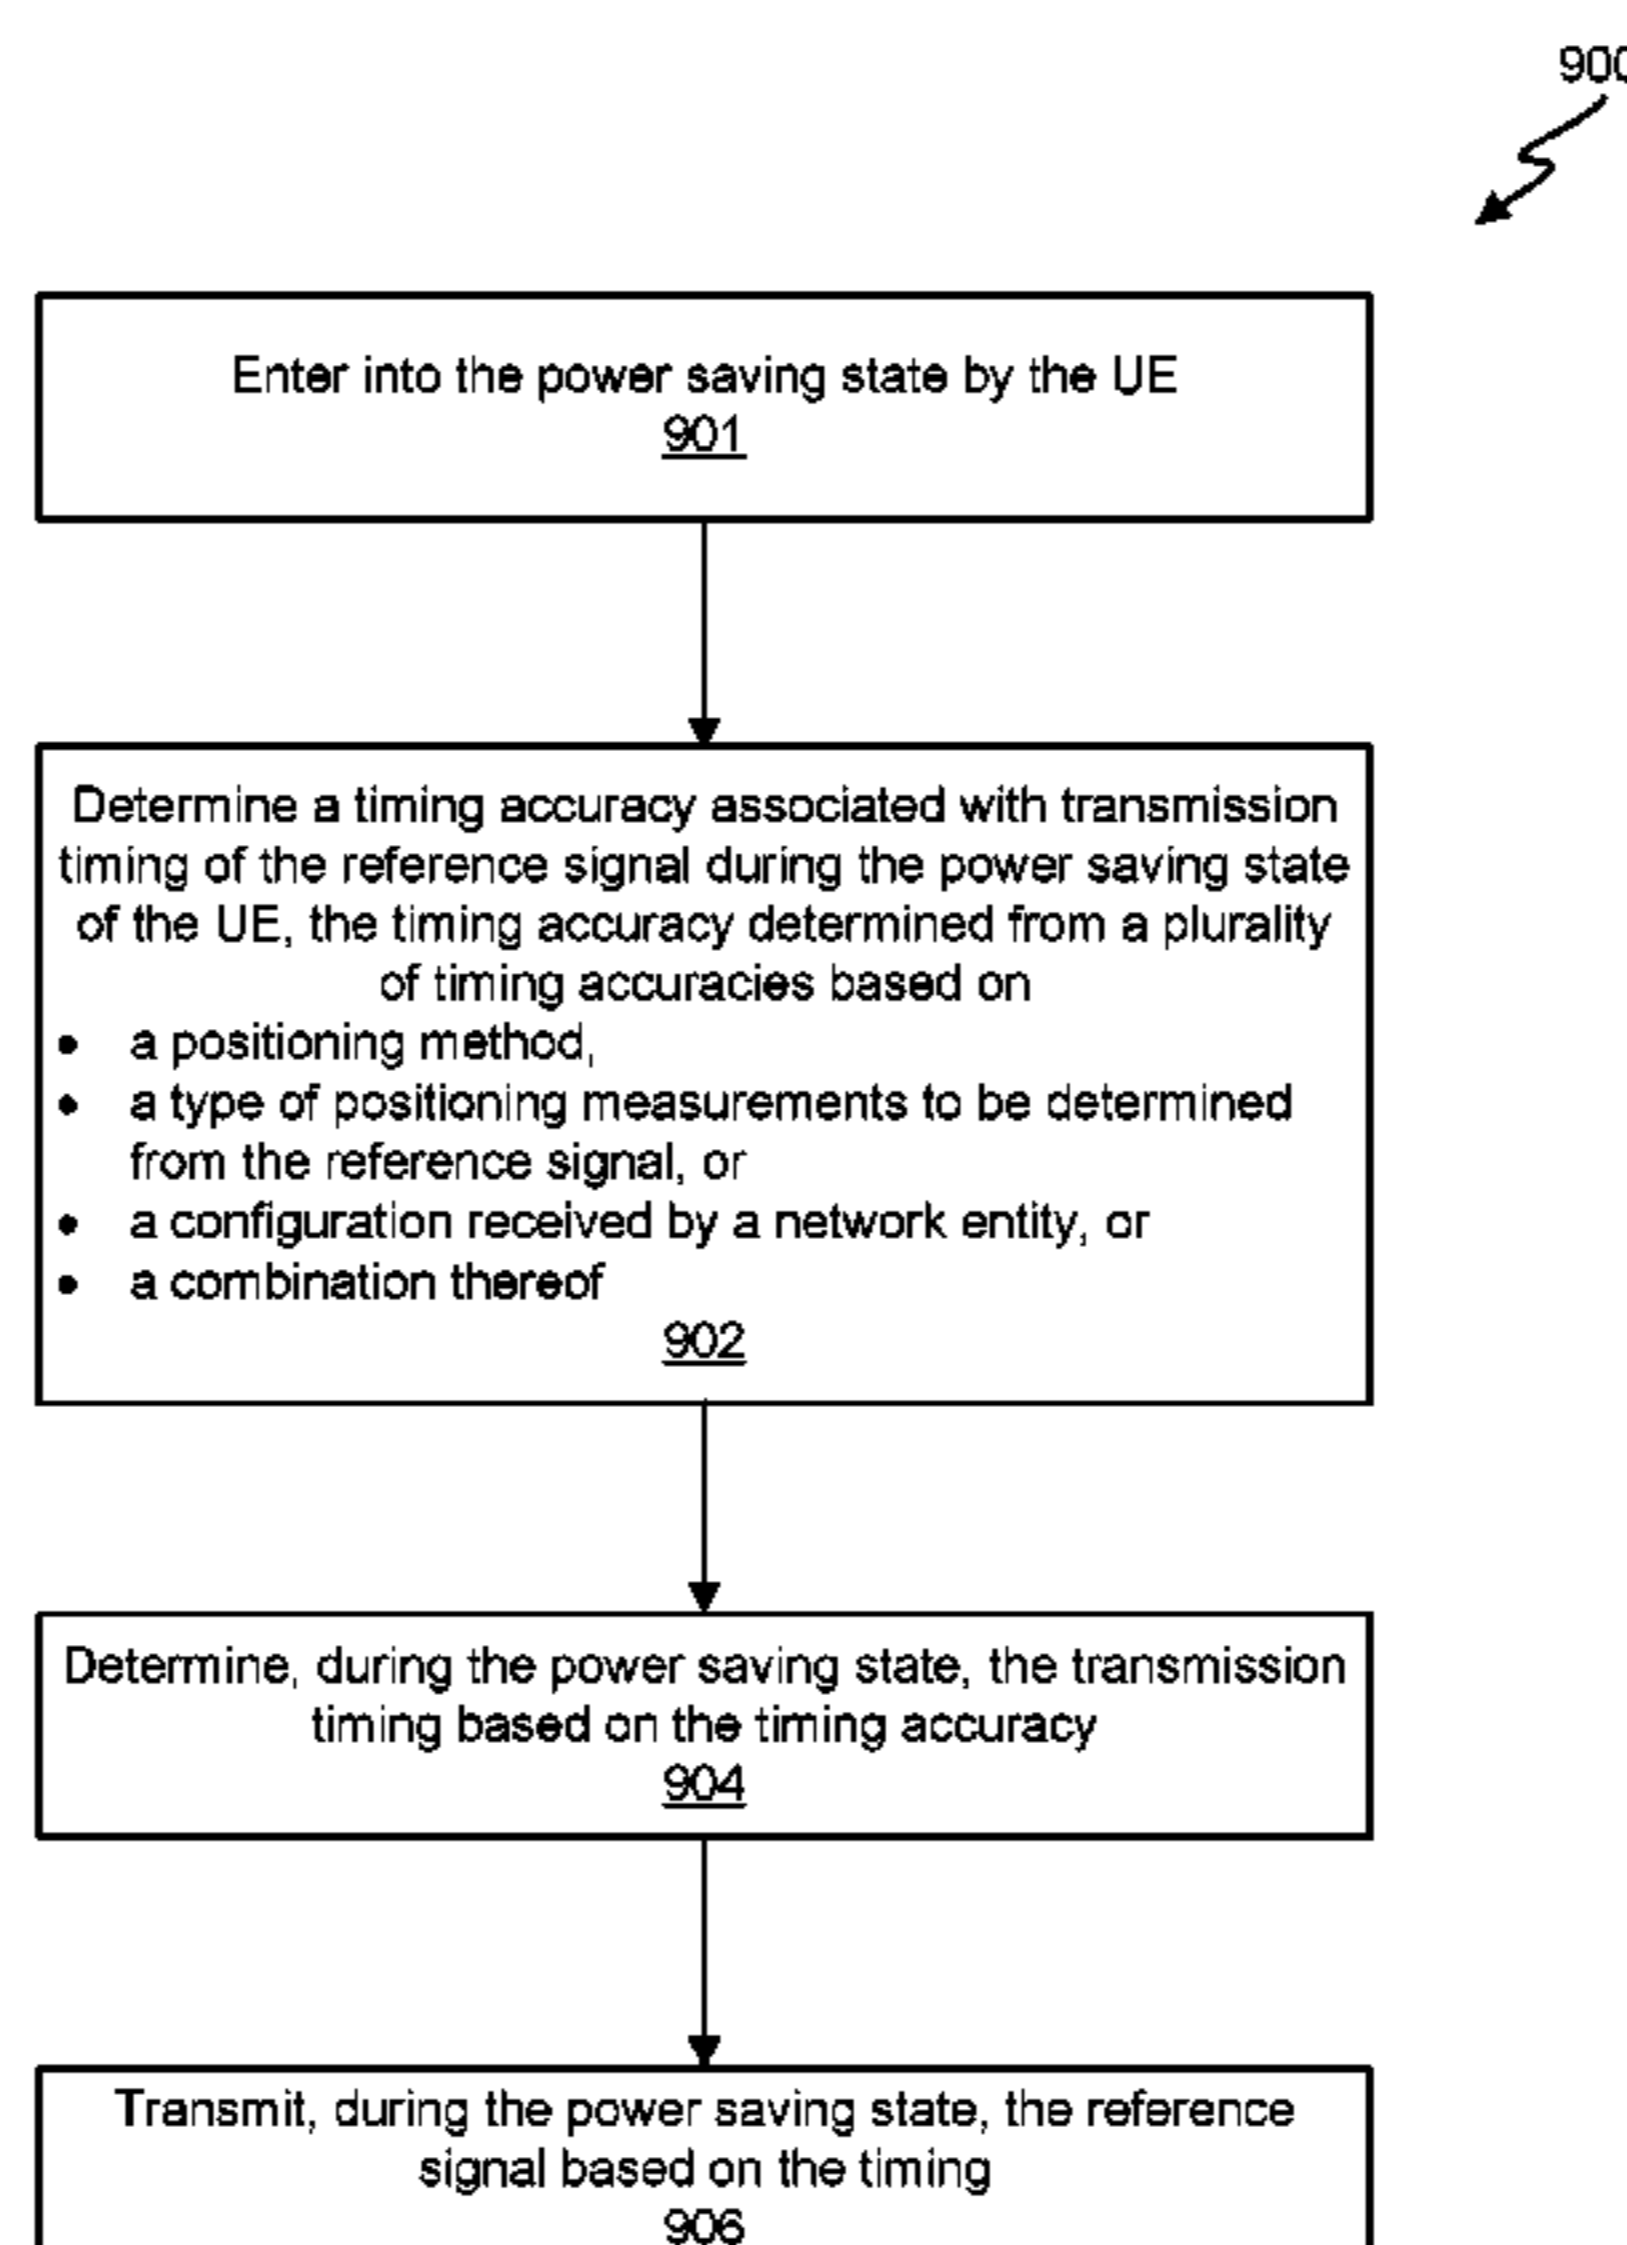 900
Enter into the power saving state by the UE
901
Determine a timing accuracy associated with transmission
timing of the reference signal during the power saving state
of the UE, the timing accuracy determined from a plurality
of timing accuracies based on
• a positioning method,
• a type of positioning measurements to be determined
from the reference signal, or
• a configuration received by a network entity, or
• a combination thereof
902
Determine, during the power saving state, the transmission
timing based on the timing accuracy
904
Transmit, during the power saving state, the reference
signal based on the timing
906